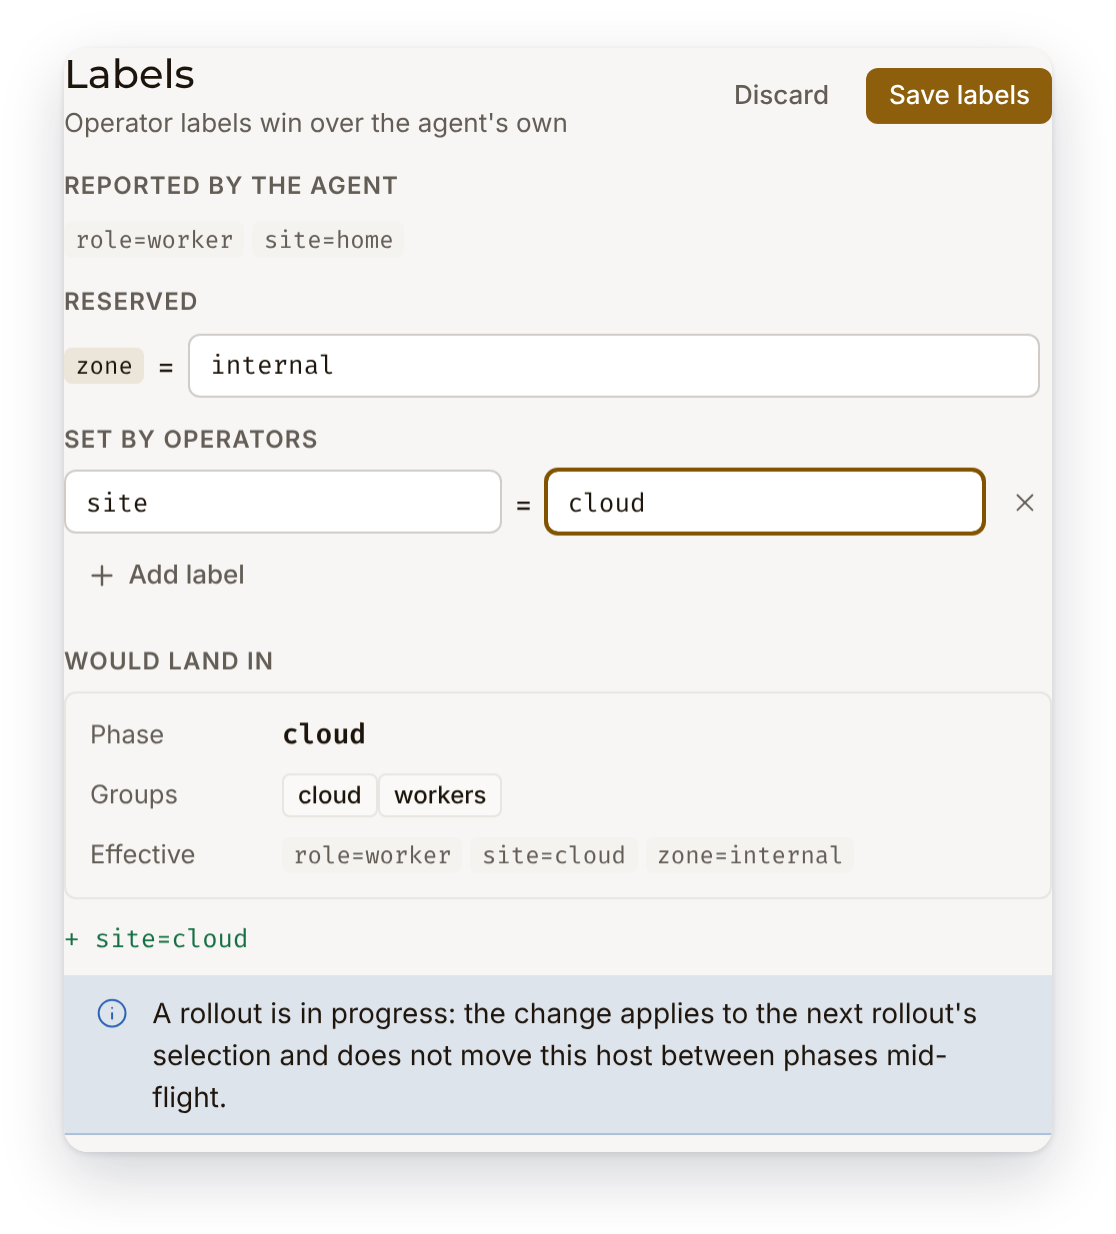 Labels
Operator labels win over the agent's own
Discard
Save labels
REPORTED BY THE AGENT
role=worker site=home
RESERVED
zone = internal
SET BY OPERATORS
site = cloud
+ Add label
WOULD LAND IN
Phase cloud
Groups cloud workers
Effective role=worker site=cloud zone=internal
+ site=cloud
A rollout is in progress: the change applies to the next rollout's
selection and does not move this host between phases mid-
flight.